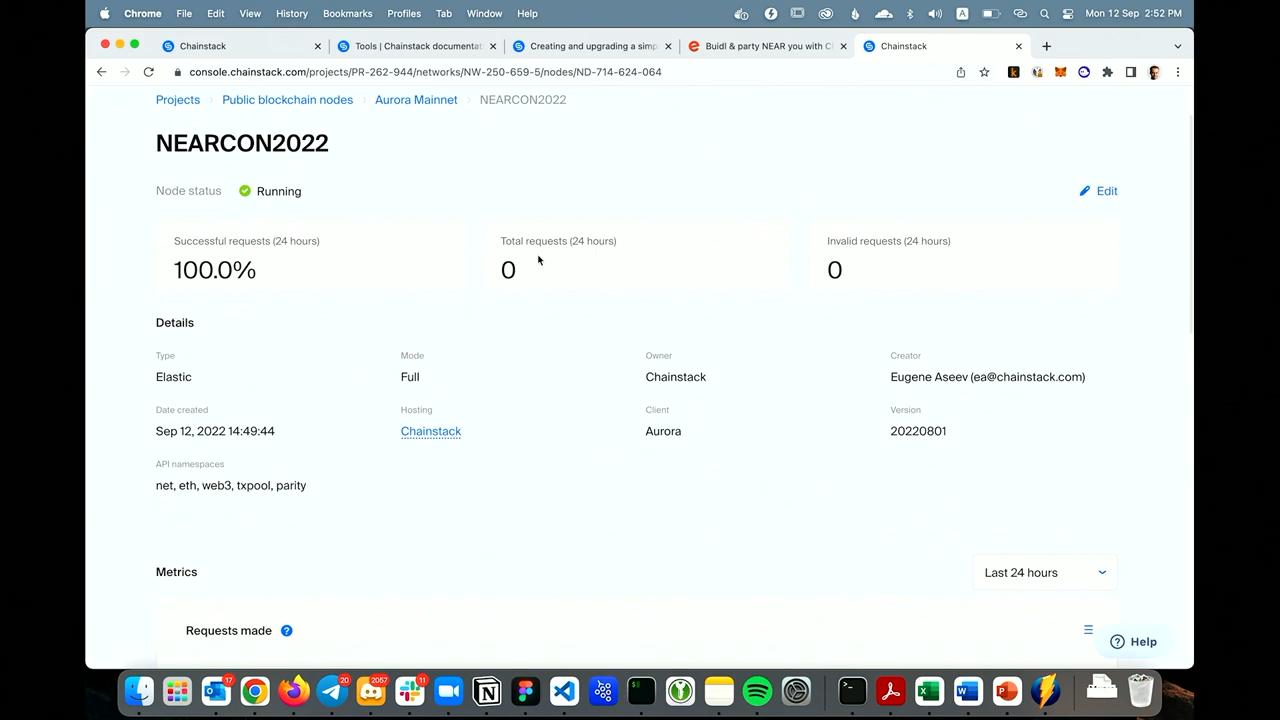 Chrome File Edit View History Bookmarks Profiles Tab Window Help A Mon 12 Sep 2:52 PM
Chainstack Tools | Chainstack documentat Creating and upgrading a simp Buidl & party NEAR you with C Chainstack
console.chainstack.com/projects/PR-262-944/networks/NW-250-659-5/nodes/ND-714-624-064
Projects Public blockchain nodes Aurora Mainnet NEARCON2022
NEARCON2022
Node status Running Edit
Successful requests (24 hours) Total requests (24 hours) Invalid requests (24 hours)
100.0% 0 0
Details
Type Mode Owner Creator
Elastic Full Chainstack Eugene Aseev (ea@chainstack.com)
Date created Hosting Client Version
Sep 12, 2022 14:49:44 Chainstack Aurora 20220801
API namespaces
net, eth, web3, txpool, parity
Metrics Last 24 hours
Requests made ?
? Help
17 20 2057 11